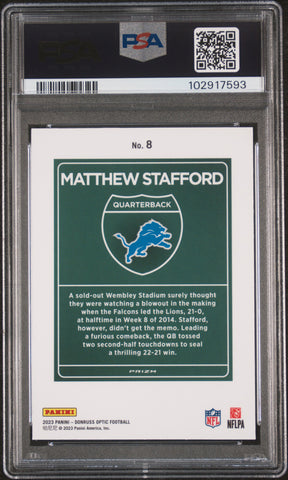 PSA
102917593
No. 8
MATTHEW STAFFORD
QUARTERBACK
A sold-out Wembley Stadium surely thought
they were watching a blowout in the making
when the Falcons led the Lions, 21-0,
at halftime in Week 8 of 2014. Stafford,
however, didn't get the memo. Leading
a furious comeback, the QB tossed
two second-half touchdowns to seal
a thrilling 22-21 win.
PRIZM
PANINI
2023 PANINI - DONRUSS OPTIC FOOTBALL
© 2023 Panini America, Inc.
NFL
NFLPA